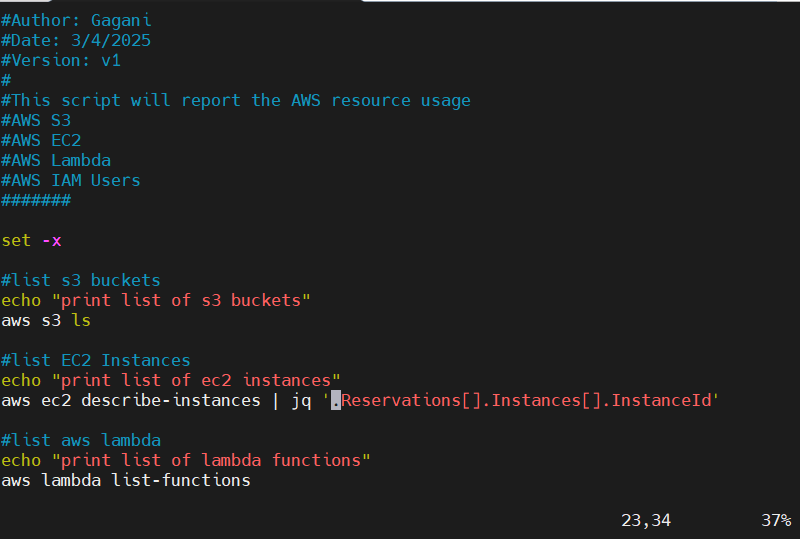 #Author: Gagani
#Date: 3/4/2025
#Version: v1
#
#This script will report the AWS resource usage
#AWS S3
#AWS EC2
#AWS Lambda
#AWS IAM Users
#######
set -x
#list s3 buckets
echo "print list of s3 buckets"
aws s3 ls
#list EC2 Instances
echo "print list of ec2 instances"
aws ec2 describe-instances | jq '.Reservations[].Instances[].InstanceId'
#list aws lambda
echo "print list of lambda functions"
aws lambda list-functions
23,34 37%